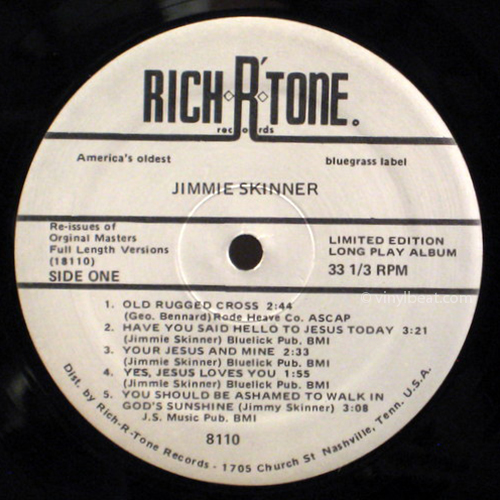 RICH-R'-TONE.
records
America's oldest bluegrass label
JIMMIE SKINNER
Re-issues of
Orginal Masters
Full Length Versions
(18110)
SIDE ONE
LIMITED EDITION
LONG PLAY ALBUM
33 1/3 RPM
©vinylbeat.com
1. OLD RUGGED CROSS 2:44
(Geo. Bennard) Rode Heave Co. ASCAP
2. HAVE YOU SAID HELLO TO JESUS TODAY 3:21
(Jimmie Skinner) Bluelick Pub. BMI
3. YOUR JESUS AND MINE 2:33
(Jimmie Skinner) Bluelick Pub. BMI
4. YES, JESUS LOVES YOU 1:55
(Jimmie Skinner) Bluelick Pub. BMI
5. YOU SHOULD BE ASHAMED TO WALK IN
GOD'S SUNSHINE (Jimmy Skinner) 3:08
J.S. Music Pub. BMI
8110
Dist. by Rich-R-Tone Records - 1705 Church St Nashville, Tenn. U.S.A.